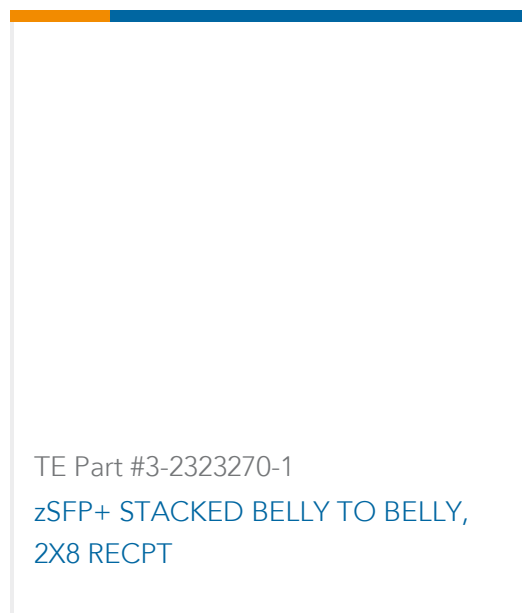 TE Part #3-2323270-1
zSFP+ STACKED BELLY TO BELLY,
2X8 RECPT